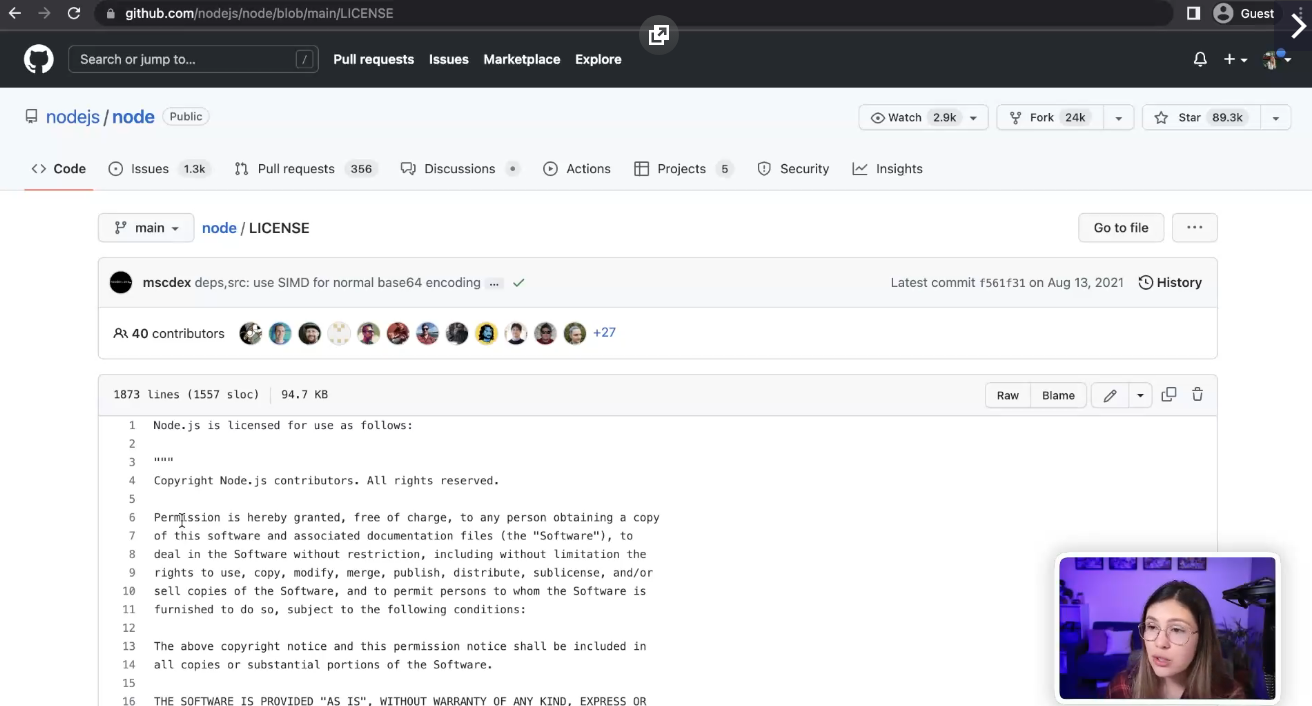 github.com/nodejs/node/blob/main/LICENSE
Guest
Search or jump to...
/
Pull requests Issues Marketplace Explore
nodejs / node Public
Watch 2.9k
Fork 24k
Star 89.3k
Code Issues 1.3k Pull requests 356 Discussions Actions Projects 5 Security Insights
main node / LICENSE
Go to file
...
mscdex deps,src: use SIMD for normal base64 encoding ...
Latest commit f561f31 on Aug 13, 2021 History
40 contributors
+27
1873 lines (1557 sloc) 94.7 KB
Raw Blame
1 Node.js is licensed for use as follows:
2
3 """
4 Copyright Node.js contributors. All rights reserved.
5
6 Permission is hereby granted, free of charge, to any person obtaining a copy
7 of this software and associated documentation files (the "Software"), to
8 deal in the Software without restriction, including without limitation the
9 rights to use, copy, modify, merge, publish, distribute, sublicense, and/or
10 sell copies of the Software, and to permit persons to whom the Software is
11 furnished to do so, subject to the following conditions:
12
13 The above copyright notice and this permission notice shall be included in
14 all copies or substantial portions of the Software.
15
16 THE SOFTWARE IS PROVIDED "AS IS", WITHOUT WARRANTY OF ANY KIND, EXPRESS OR